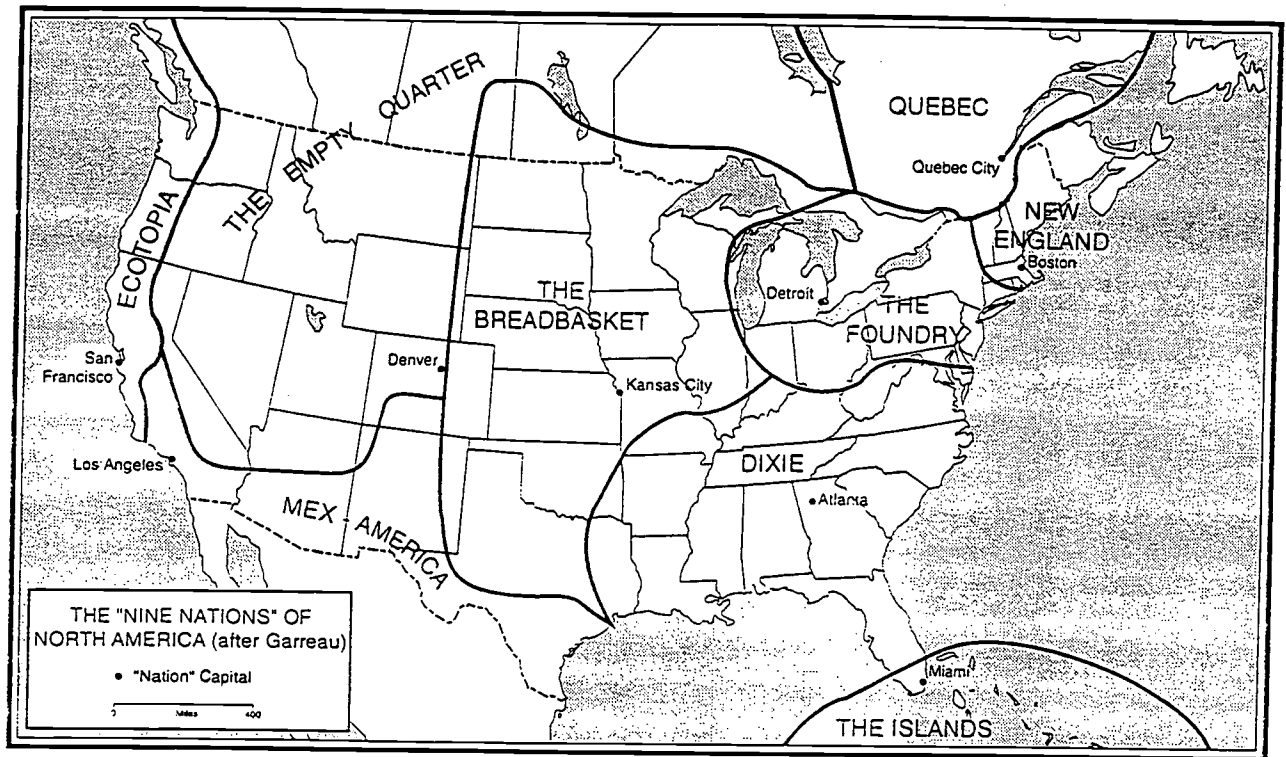 THE EMPTY QUARTER
QUEBEC
Quebec City
ECOTOPIA
NEW
ENGLAND
Boston
THE
BREADBASKET
Detroit
THE
FOUNDRY
San
Francisco
Denver
Kansas City
Los Angeles
DIXIE
Atlanta
MEX-AMERICA
THE "NINE NATIONS" OF
NORTH AMERICA (after Garreau)
• "Nation" Capital
0 Miles 400
Miami
THE ISLANDS